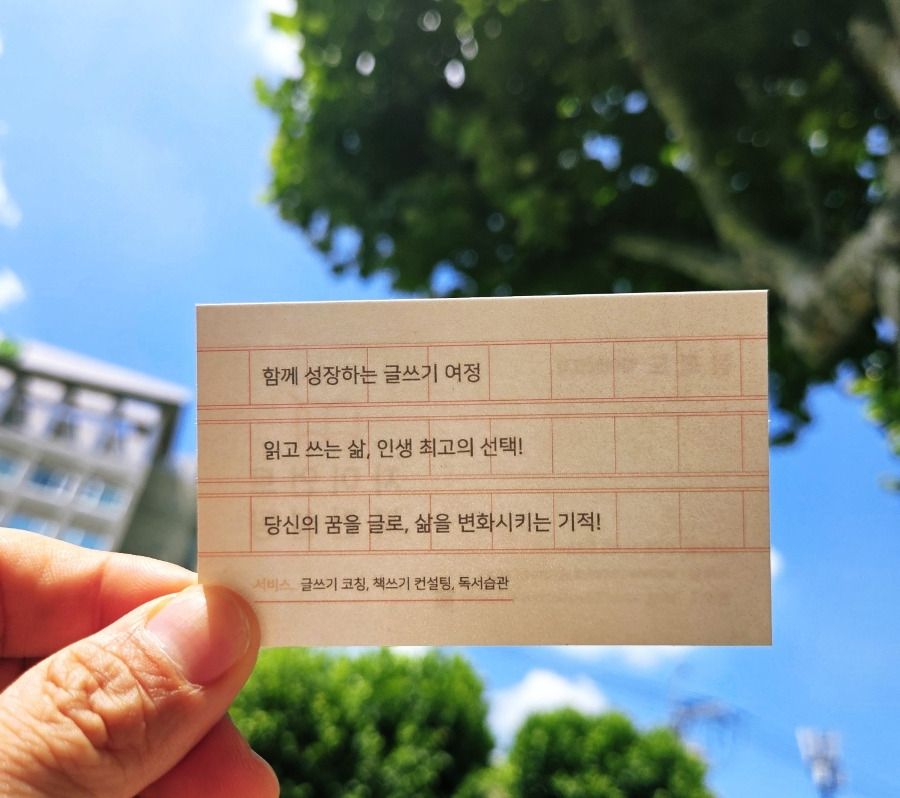 함께 성장하는 글쓰기 여정
읽고 쓰는 삶, 인생 최고의 선택!
당신의 꿈을 글로, 삶을 변화시키는 기적!
서비스 글쓰기 코칭, 책쓰기 컨설팅, 독서습관